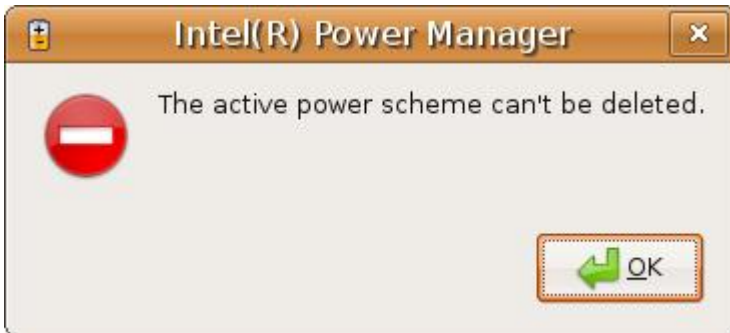 Intel(R) Power Manager
The active power scheme can't be deleted.
OK